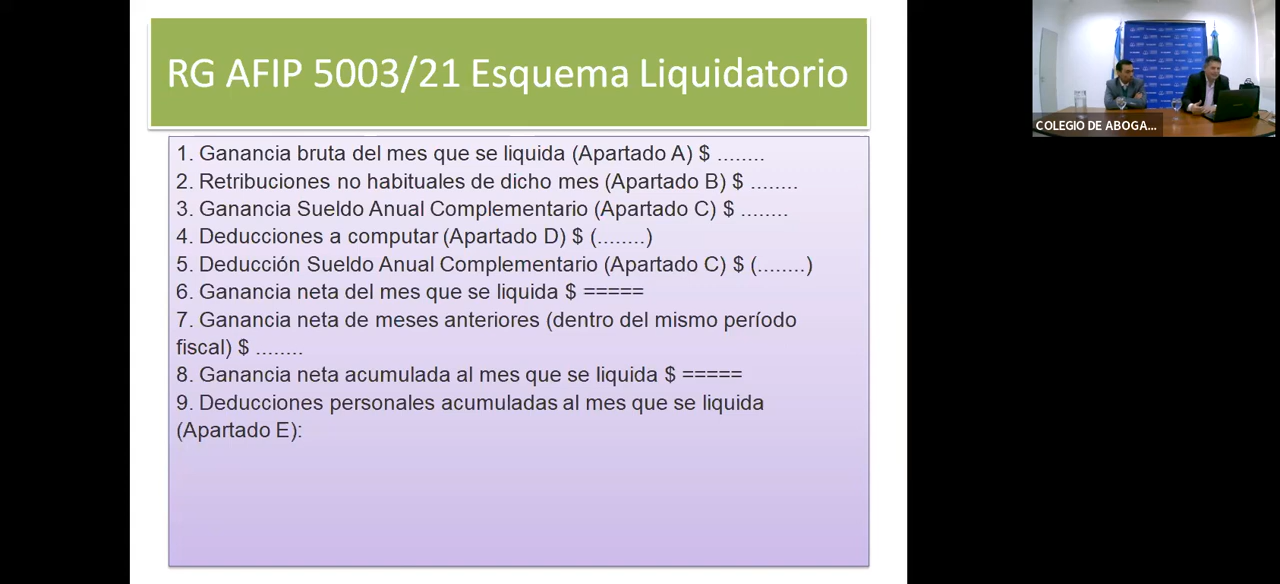 RG AFIP 5003/21 Esquema Liquidatorio
1. Ganancia bruta del mes que se liquida (Apartado A) $ ........
2. Retribuciones no habituales de dicho mes (Apartado B) $ ........
3. Ganancia Sueldo Anual Complementario (Apartado C) $ ........
4. Deducciones a computar (Apartado D) $ (........)
5. Deducción Sueldo Anual Complementario (Apartado C) $ (........)
6. Ganancia neta del mes que se liquida $ =====
7. Ganancia neta de meses anteriores (dentro del mismo período
fiscal) $ ........
8. Ganancia neta acumulada al mes que se liquida $ =====
9. Deducciones personales acumuladas al mes que se liquida
(Apartado E):
COLEGIO DE ABOGA...